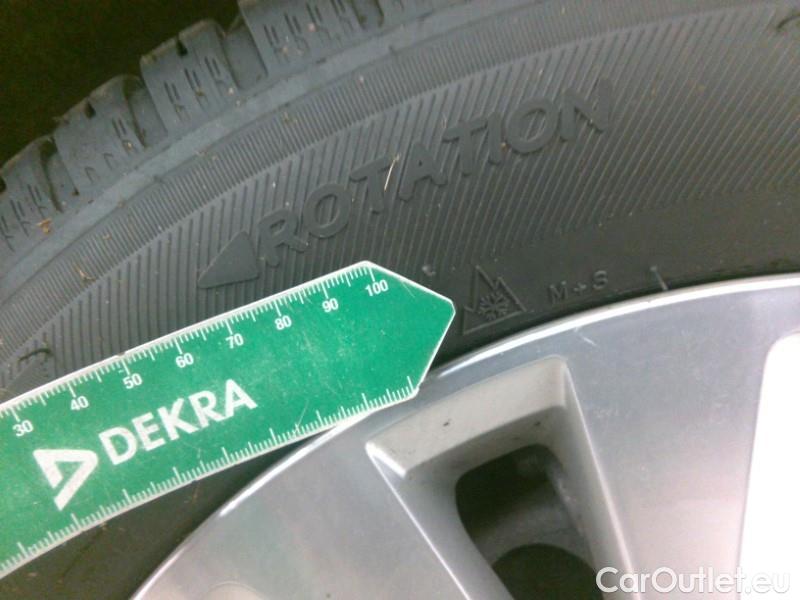 ROTATION
M+S
30 40 50 60 70 80 90 100
DEKRA
CarOutlet.eu